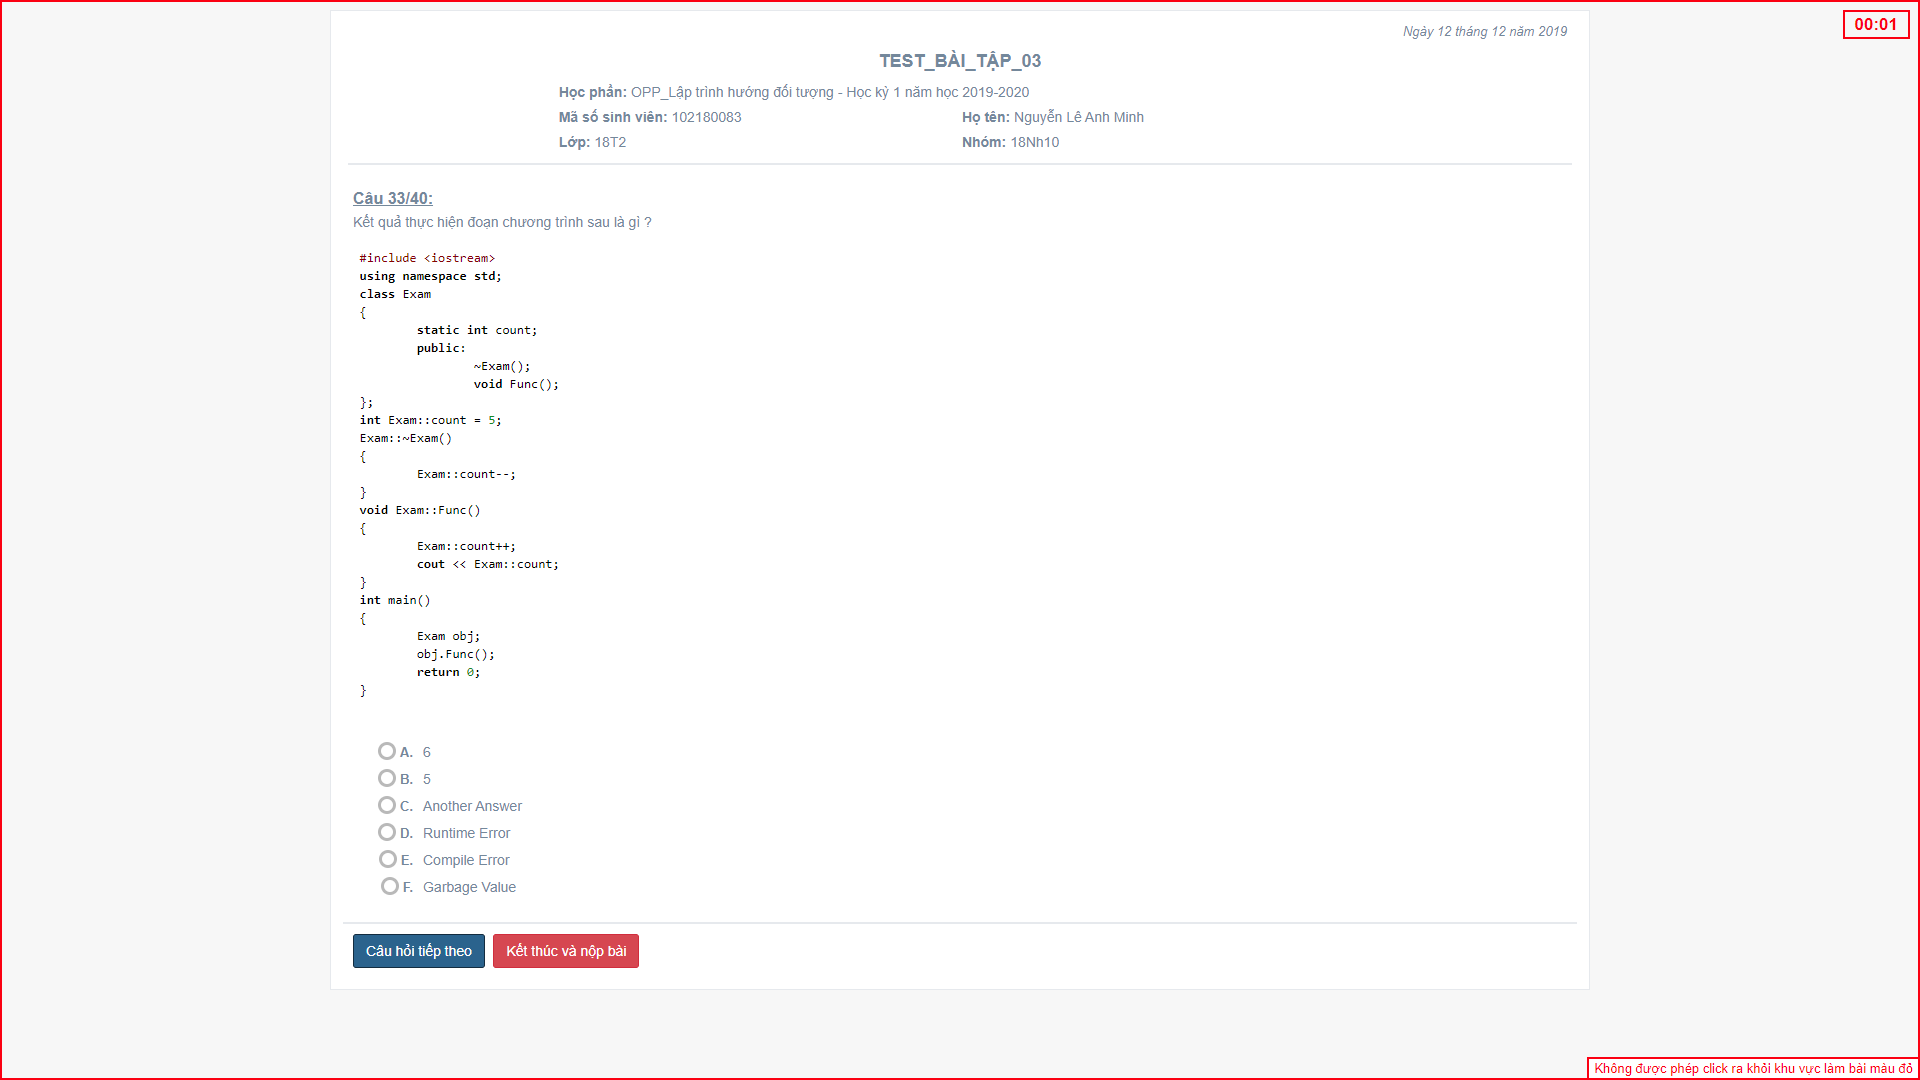 00:01
Ngày 12 tháng 12 năm 2019
TEST_BÀI_TẬP_03
Học phần: OPP_Lập trình hướng đối tượng - Học kỳ 1 năm học 2019-2020
Mã số sinh viên: 102180083 Họ tên: Nguyễn Lê Anh Minh
Lớp: 18T2 Nhóm: 18Nh10
Câu 33/40:
Kết quả thực hiện đoạn chương trình sau là gì ?
#include <iostream>
using namespace std;
class Exam
{
static int count;
public:
~Exam();
void Func();
};
int Exam::count = 5;
Exam::~Exam()
{
Exam::count--;
}
void Exam::Func()
{
Exam::count++;
cout << Exam::count;
}
int main()
{
Exam obj;
obj.Func();
return 0;
}
A. 6
B. 5
C. Another Answer
D. Runtime Error
E. Compile Error
F. Garbage Value
Câu hỏi tiếp theo Kết thúc và nộp bài
Không được phép click ra khỏi khu vực làm bài màu đỏ